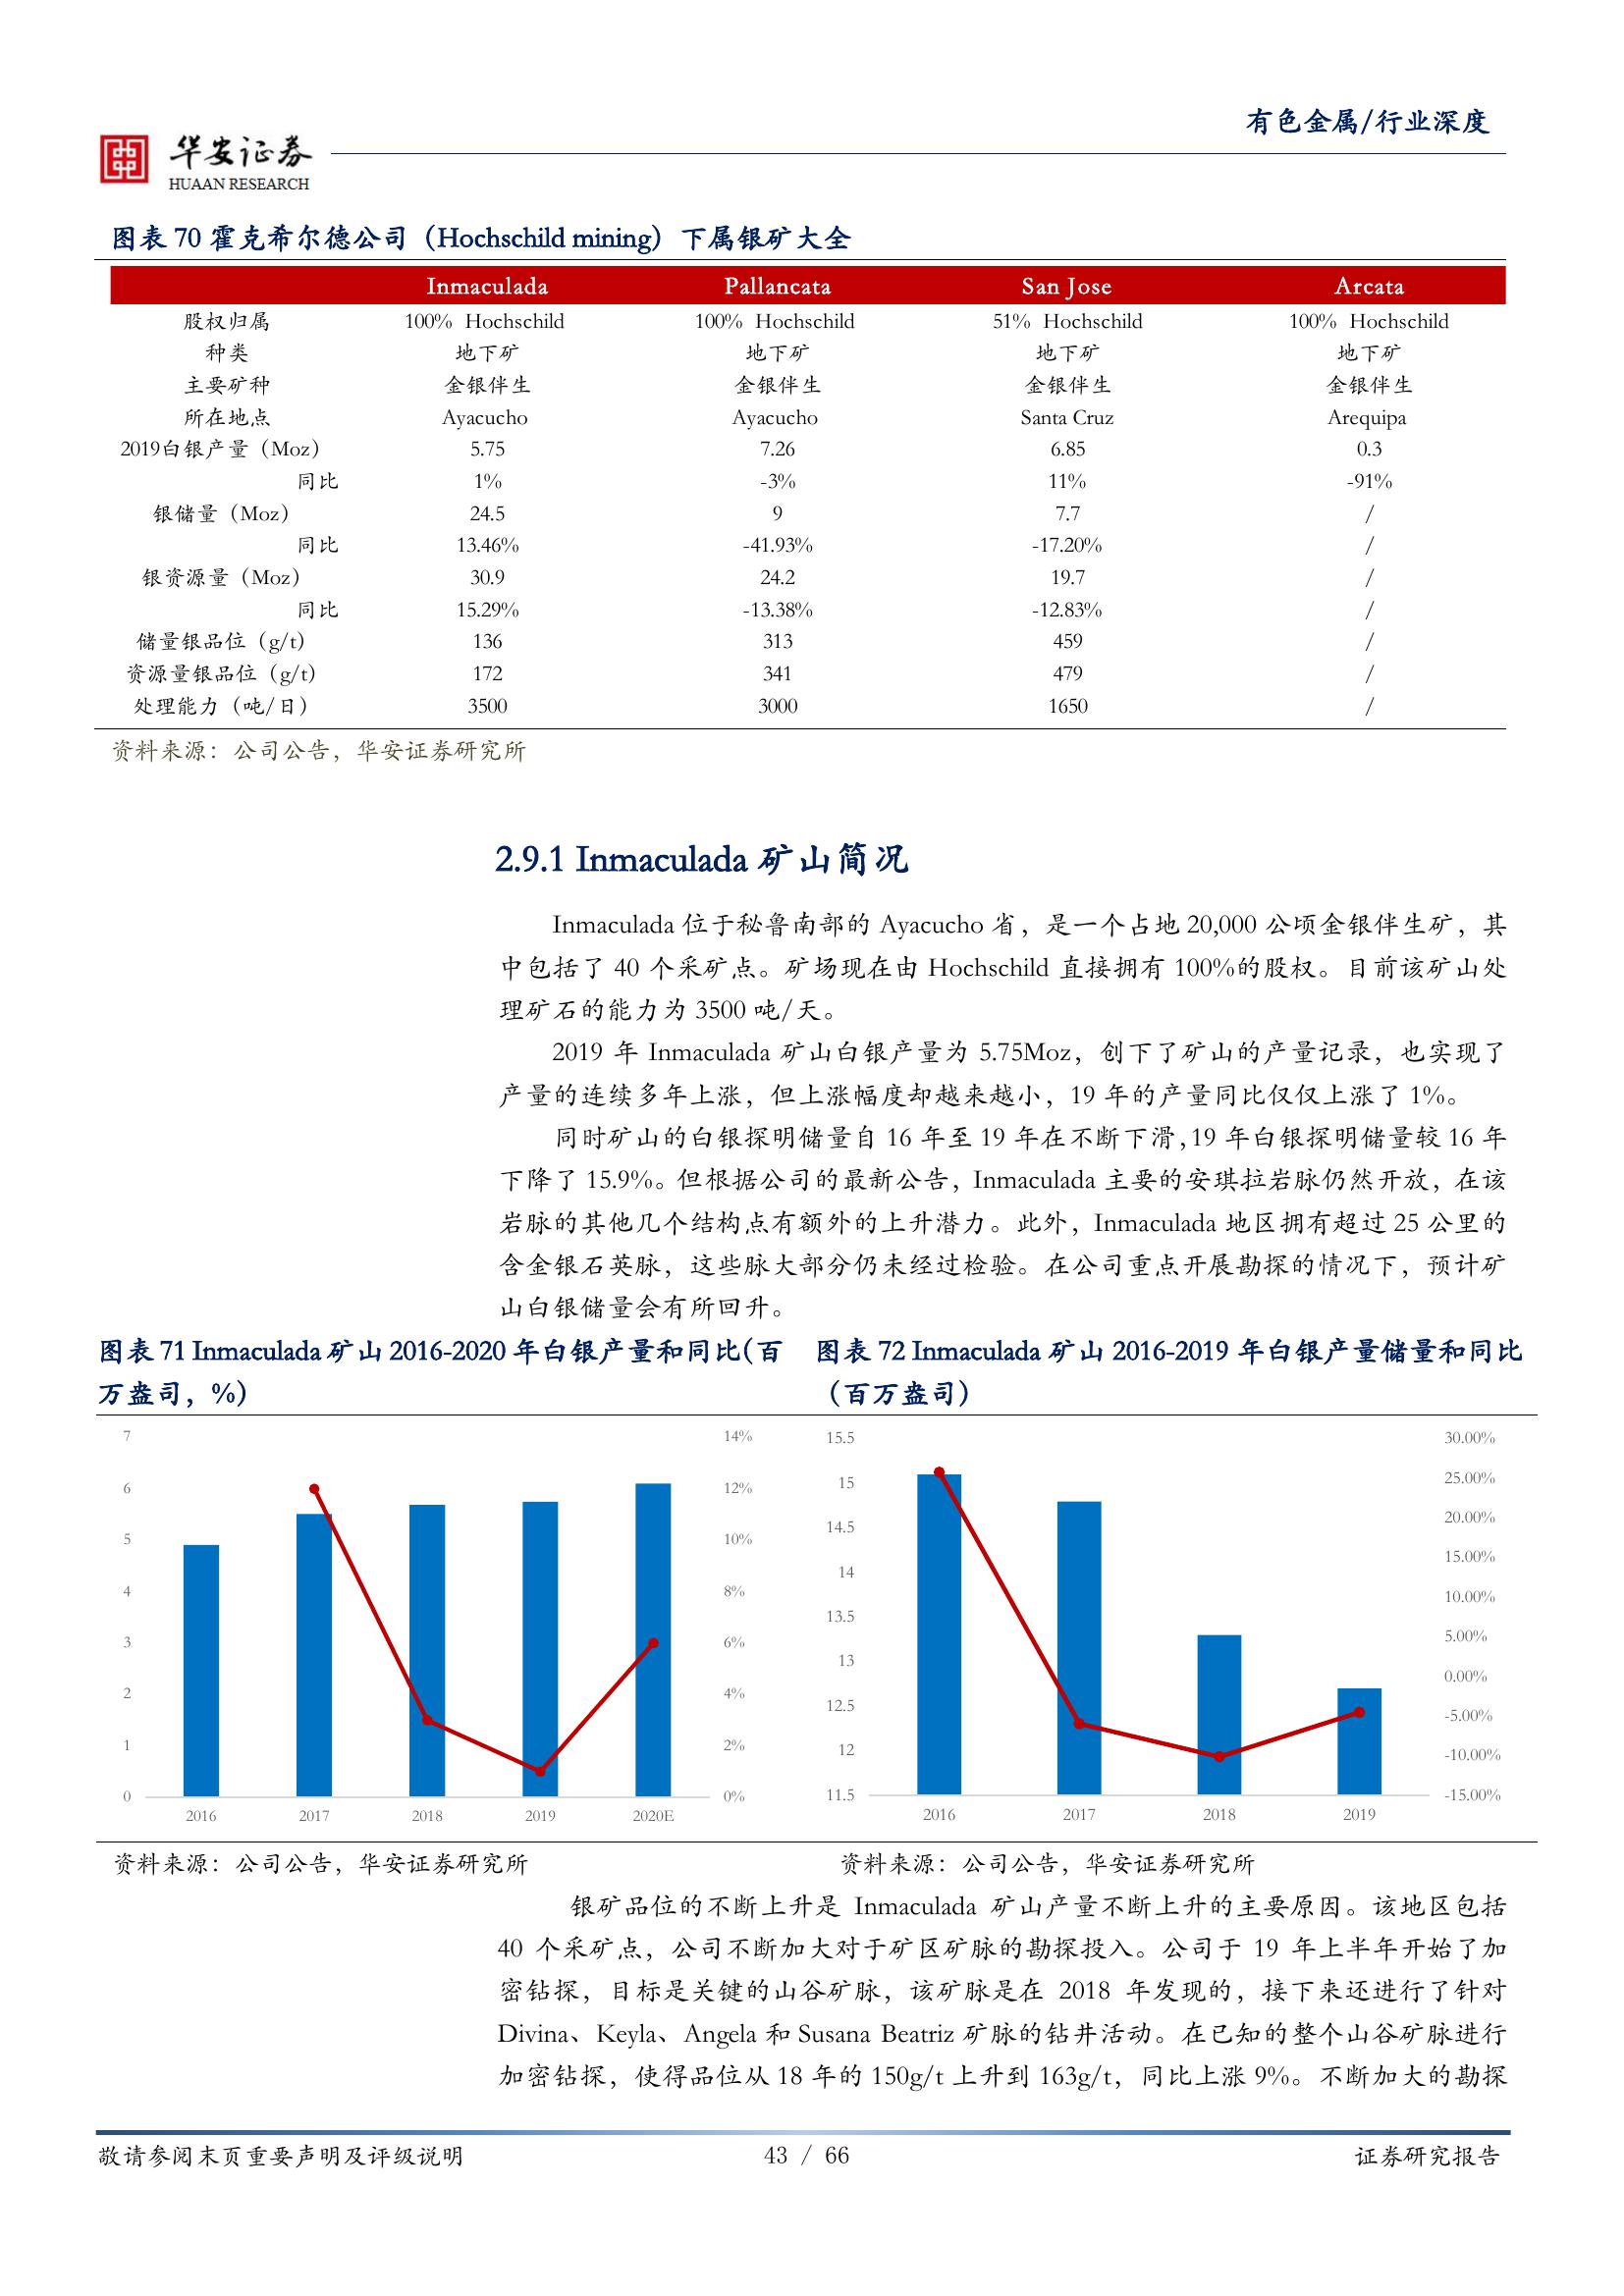 有色金属/行业深度
华安证券
HUAAN RESEARCH
图表 70 霍克希尔德公司（Hochschild mining）下属银矿大全
Inmaculada Pallancata San Jose Arcata
股权归属 100% Hochschild 100% Hochschild 51% Hochschild 100% Hochschild
种类 地下矿 地下矿 地下矿 地下矿
主要矿种 金银伴生 金银伴生 金银伴生 金银伴生
所在地点 Ayacucho Ayacucho Santa Cruz Arequipa
2019白银产量（Moz） 5.75 7.26 6.85 0.3
同比 1% -3% 11% -91%
银储量（Moz） 24.5 9 7.7 /
同比 13.46% -41.93% -17.20% /
银资源量（Moz） 30.9 24.2 19.7 /
同比 15.29% -13.38% -12.83% /
储量银品位（g/t） 136 313 459 /
资源量银品位（g/t） 172 341 479 /
处理能力（吨/日） 3500 3000 1650 /
资料来源：公司公告，华安证券研究所
2.9.1 Inmaculada 矿山简况
Inmaculada 位于秘鲁南部的 Ayacucho 省，是一个占地 20,000 公顷金银伴生矿，其
中包括了 40 个采矿点。矿场现在由 Hochschild 直接拥有 100%的股权。目前该矿山处
理矿石的能力为 3500 吨/天。
2019 年 Inmaculada 矿山白银产量为 5.75Moz，创下了矿山的产量记录，也实现了
产量的连续多年上涨，但上涨幅度却越来越小，19 年的产量同比仅仅上涨了 1%。
同时矿山的白银探明储量自 16 年至 19 年在不断下滑，19 年白银探明储量较 16 年
下降了 15.9%。但根据公司的最新公告，Inmaculada 主要的安琪拉岩脉仍然开放，在该
岩脉的其他几个结构点有额外的上升潜力。此外，Inmaculada 地区拥有超过 25 公里的
含金银石英脉，这些脉大部分仍未经过检验。在公司重点开展勘探的情况下，预计矿
山白银储量会有所回升。
图表 71 Inmaculada 矿山 2016-2020 年白银产量和同比(百
万盎司，%)
7 14%
6 12%
5 10%
4 8%
3 6%
2 4%
1 2%
0 0%
2016 2017 2018 2019 2020E
图表 72 Inmaculada 矿山 2016-2019 年白银产量储量和同比
（百万盎司）
15.5 30.00%
15 25.00%
14.5 20.00%
14 15.00%
13.5 10.00%
13 5.00%
12.5 0.00%
12 -5.00%
11.5 -10.00%
-15.00%
2016 2017 2018 2019
资料来源：公司公告，华安证券研究所
资料来源：公司公告，华安证券研究所
银矿品位的不断上升是 Inmaculada 矿山产量不断上升的主要原因。该地区包括
40 个采矿点，公司不断加大对于矿区矿脉的勘探投入。公司于 19 年上半年开始了加
密钻探，目标是关键的山谷矿脉，该矿脉是在 2018 年发现的，接下来还进行了针对
Divina、Keyla、Angela 和 Susana Beatriz 矿脉的钻井活动。在已知的整个山谷矿脉进行
加密钻探，使得品位从 18 年的 150g/t 上升到 163g/t，同比上涨 9%。不断加大的勘探
敬请参阅末页重要声明及评级说明 43 / 66 证券研究报告